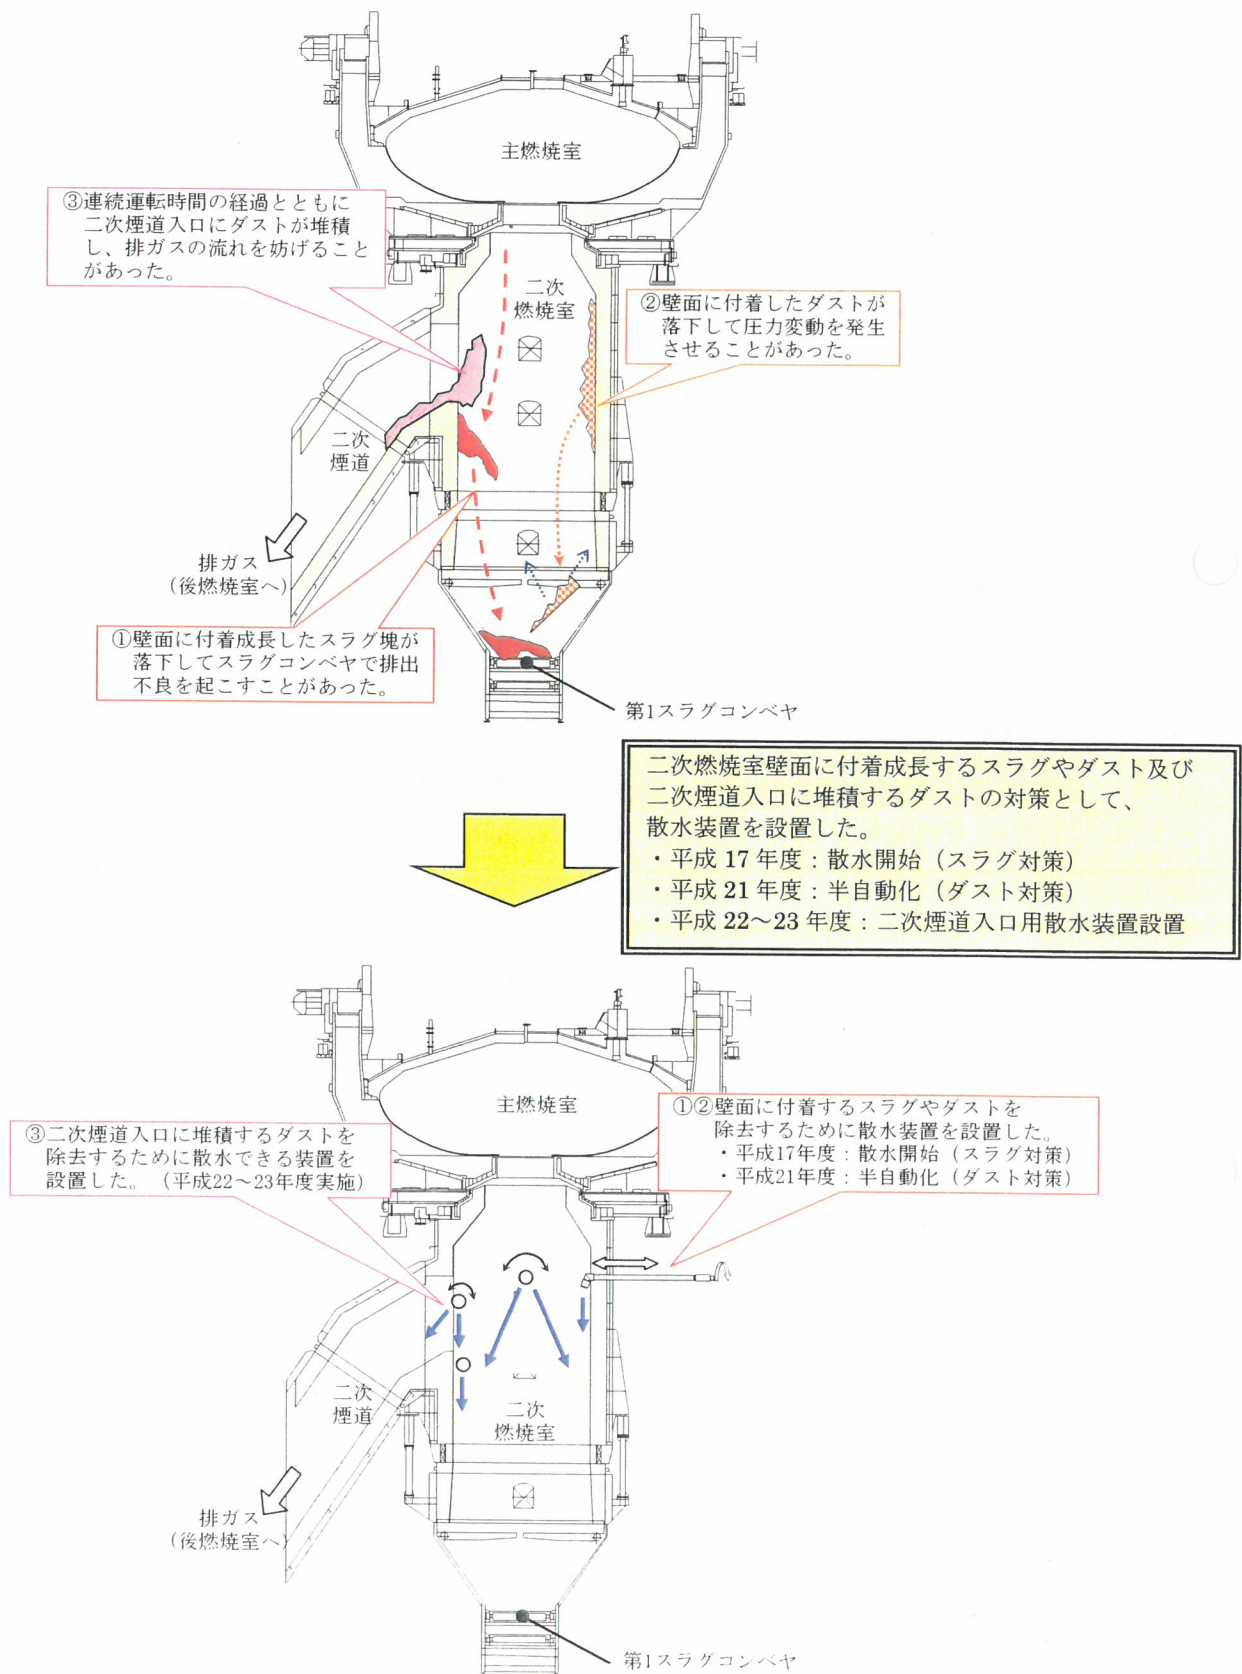 主燃焼室
③連続運転時間の経過とともに
二次煙道入口にダストが堆積
し、排ガスの流れを妨げること
があった。
二次
燃焼室
②壁面に付着したダストが
落下して圧力変動を発生
させることがあった。
二次
煙道
排ガス
(後燃焼室へ)
①壁面に付着成長したスラグ塊が
落下してスラグコンベヤで排出
不良を起こすことがあった。
第1スラグコンベヤ
二次燃焼室壁面に付着成長するスラグやダスト及び
二次煙道入口に堆積するダストの対策として、
散水装置を設置した。
・平成 17 年度：散水開始（スラグ対策）
・平成 21 年度：半自動化（ダスト対策）
・平成 22～23 年度：二次煙道入口用散水装置設置
主燃焼室
①②壁面に付着するスラグやダストを
除去するために散水装置を設置した。
・平成17年度：散水開始（スラグ対策）
・平成21年度：半自動化（ダスト対策）
③二次煙道入口に堆積するダストを
除去するために散水できる装置を
設置した。（平成22～23年度実施）
二次
煙道
二次
燃焼室
排ガス
(後燃焼室へ)
第1スラグコンベヤ